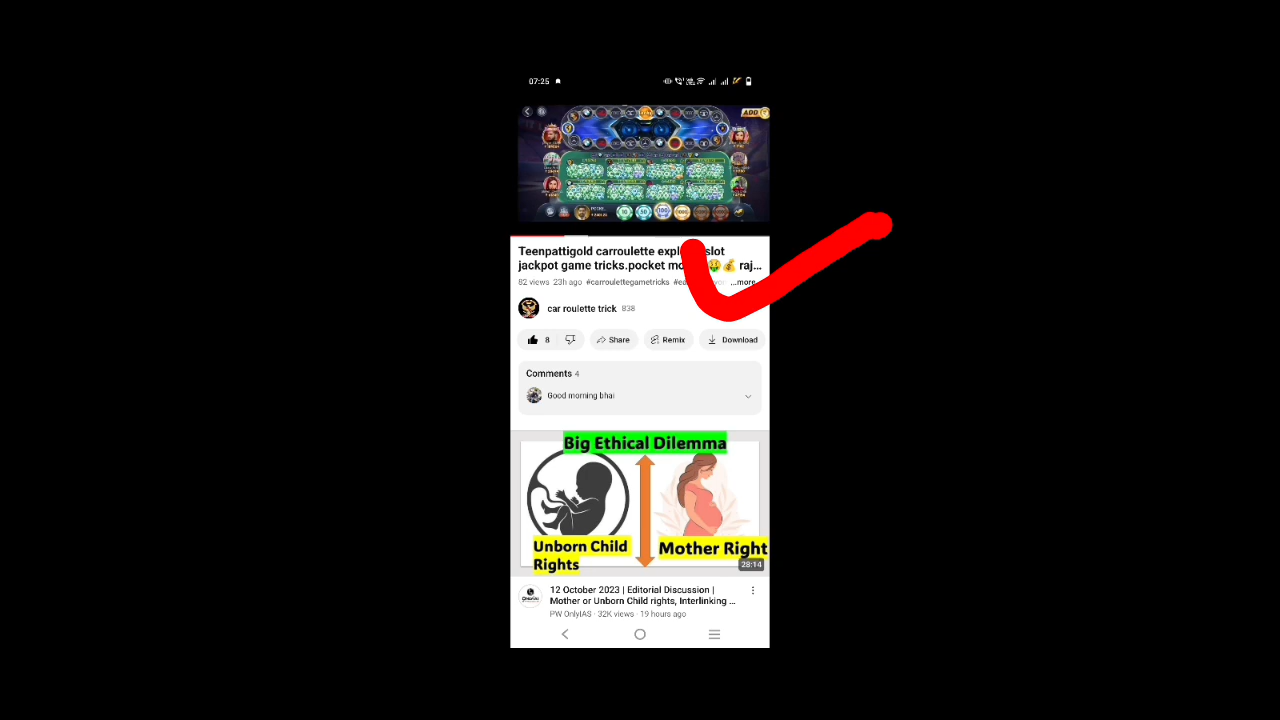 07:25
ADD
Teenpattigold carroulette slot
jackpot game tricks.pocket raj...
82 views 23h ago #carroulettegametricks ...more
car roulette trick 838
8 Share Remix Download
Comments 4
Good morning bhai
Big Ethical Dilemma
Unborn Child
Rights
Mother Right
28:14
12 October 2023 | Editorial Discussion |
Mother or Unborn Child rights, Interlinking ...
PW OnlyIAS · 32K views · 19 hours ago